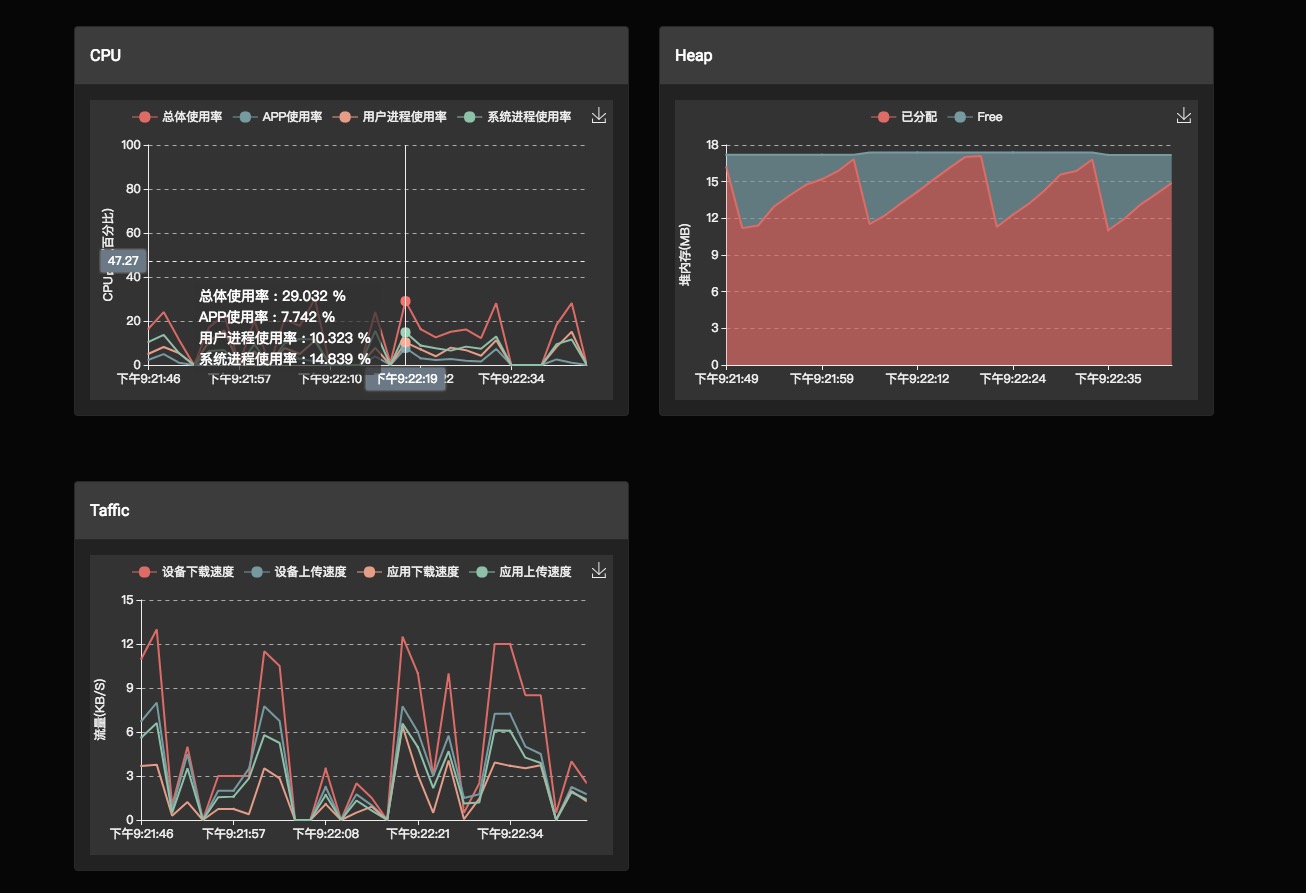 CPU
总体使用率 APP使用率 用户进程使用率 系统进程使用率
100
80
60
47.27
40
20
0
总体使用率 : 29.032 %
APP使用率 : 7.742 %
用户进程使用率 : 10.323 %
系统进程使用率 : 14.839 %
下午9:21:46 下午9:21:57 下午9:22:10 下午9:22:19 2 下午9:22:34
Heap
已分配 Free
堆内存(MB)
18
15
12
9
6
3
0
下午9:21:49 下午9:21:59 下午9:22:12 下午9:22:24 下午9:22:35
Taffic
设备下载速度 设备上传速度 应用下载速度 应用上传速度
流量(KB/S)
15
12
9
6
3
0
下午9:21:46 下午9:21:57 下午9:22:08 下午9:22:21 下午9:22:34